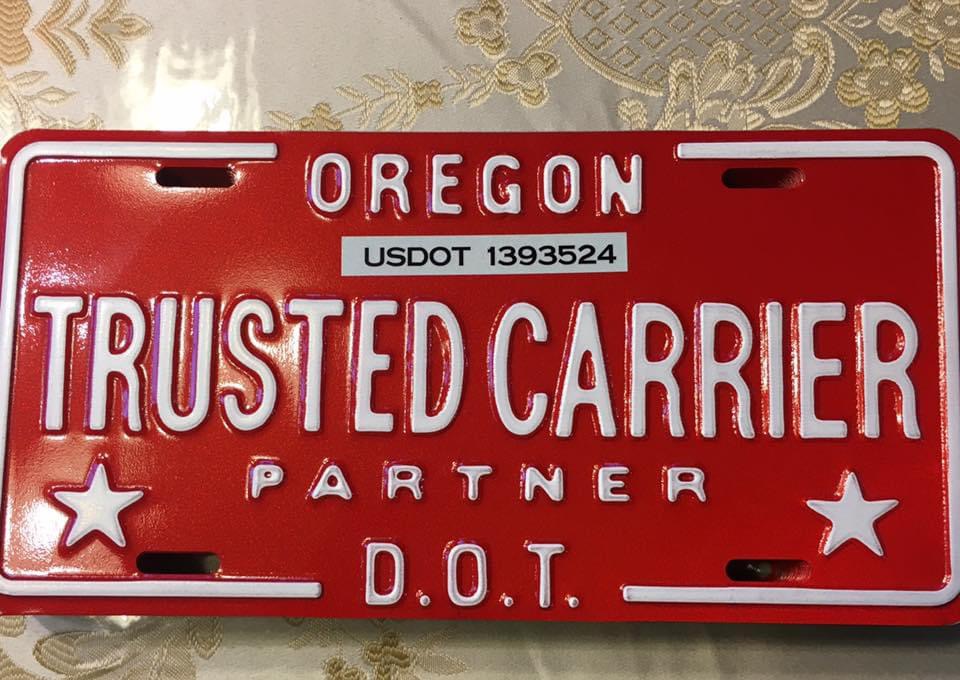 OREGON
USDOT 1393524
TRUSTED CARRIER
PARTNER
D.O.T.